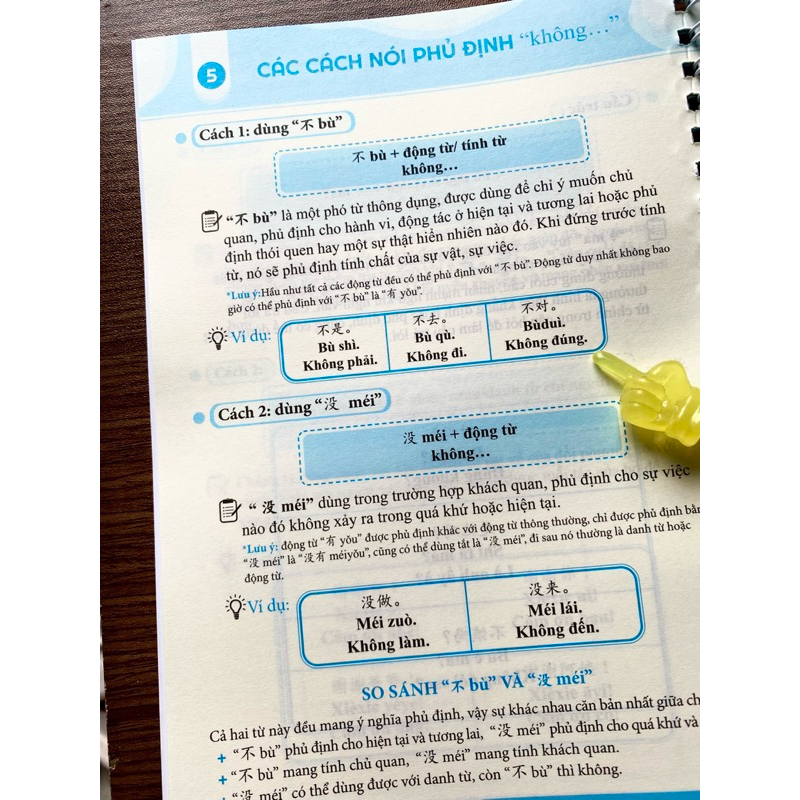 5
CÁC CÁCH NÓI PHỦ ĐỊNH “không…”
Cách 1: dùng “不 bù”
不 bù + động từ/ tính từ
không…
“不 bù” là một phó từ thông dụng, được dùng để chỉ ý muốn chủ
quan, phủ định cho hành vi, động tác ở hiện tại và tương lai hoặc phủ
định thói quen hay một sự thật hiển nhiên nào đó. Khi đứng trước tính
từ, nó sẽ phủ định tính chất của sự vật, sự việc.
*Lưu ý:Hầu như tất cả các động từ đều có thể phủ định với “不 bù”. Động từ duy nhất không bao
giờ có thể phủ định với “不 bù” là “有 yǒu”.
Ví dụ:
不是。
Bù shì.
Không phải.
不去。
Bù qù.
Không đi.
不对。
Bùduì.
Không đúng.
Cách 2: dùng “没 méi”
没 méi + động từ
không…
“没 méi” dùng trong trường hợp khách quan, phủ định cho sự việc
nào đó không xảy ra trong quá khứ hoặc hiện tại.
*Lưu ý: động từ “有 yǒu” được phủ định khác với động từ thông thường, chỉ được phủ định
“没 méi” là “没有 méiyǒu”, cũng có thể dùng tắt là “没 méi”, đi sau nó thường là danh từ hoặc
động từ.
Ví dụ:
没做。
Méi zuò.
Không làm.
没来。
Méi lái.
Không đến.
SO SÁNH “不 bù” VÀ “没 méi”
Cả hai từ này đều mang ý nghĩa phủ định, vậy sự khác nhau căn bản nhất giữa
+ “不 bù” phủ định cho hiện tại và tương lai, “没 méi” phủ định cho quá khứ và
+ “不 bù” mang tính chủ quan, “没 méi” mang tính khách quan.
+ “没 méi” có thể dùng được với danh từ, còn “不 bù” thì không.